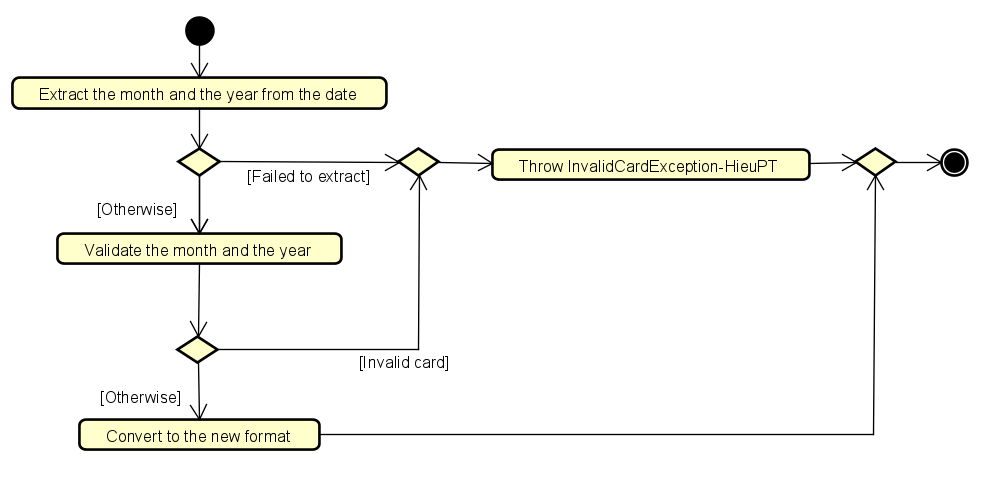 Extract the month and the year from the date
[Failed to extract]
Throw InvalidCardException-HieuPT
[Otherwise]
Validate the month and the year
[Invalid card]
[Otherwise]
Convert to the new format